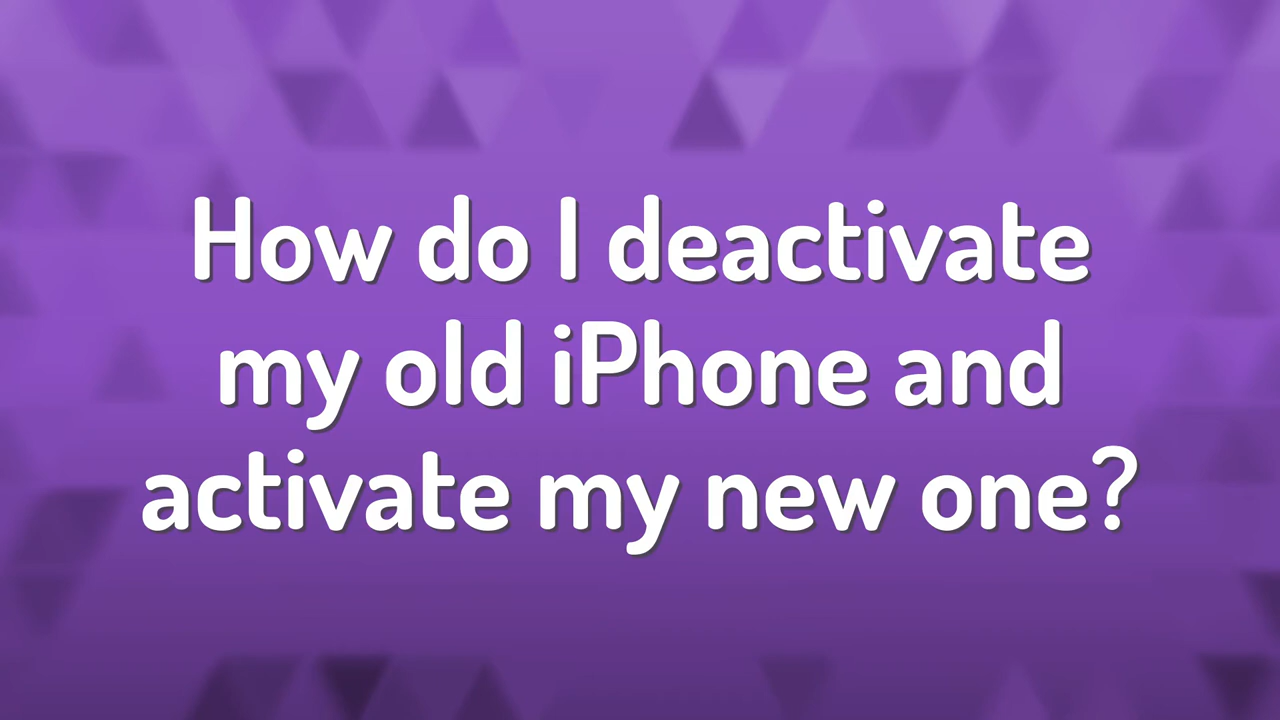 How do I deactivate
my old iPhone and
activate my new one?